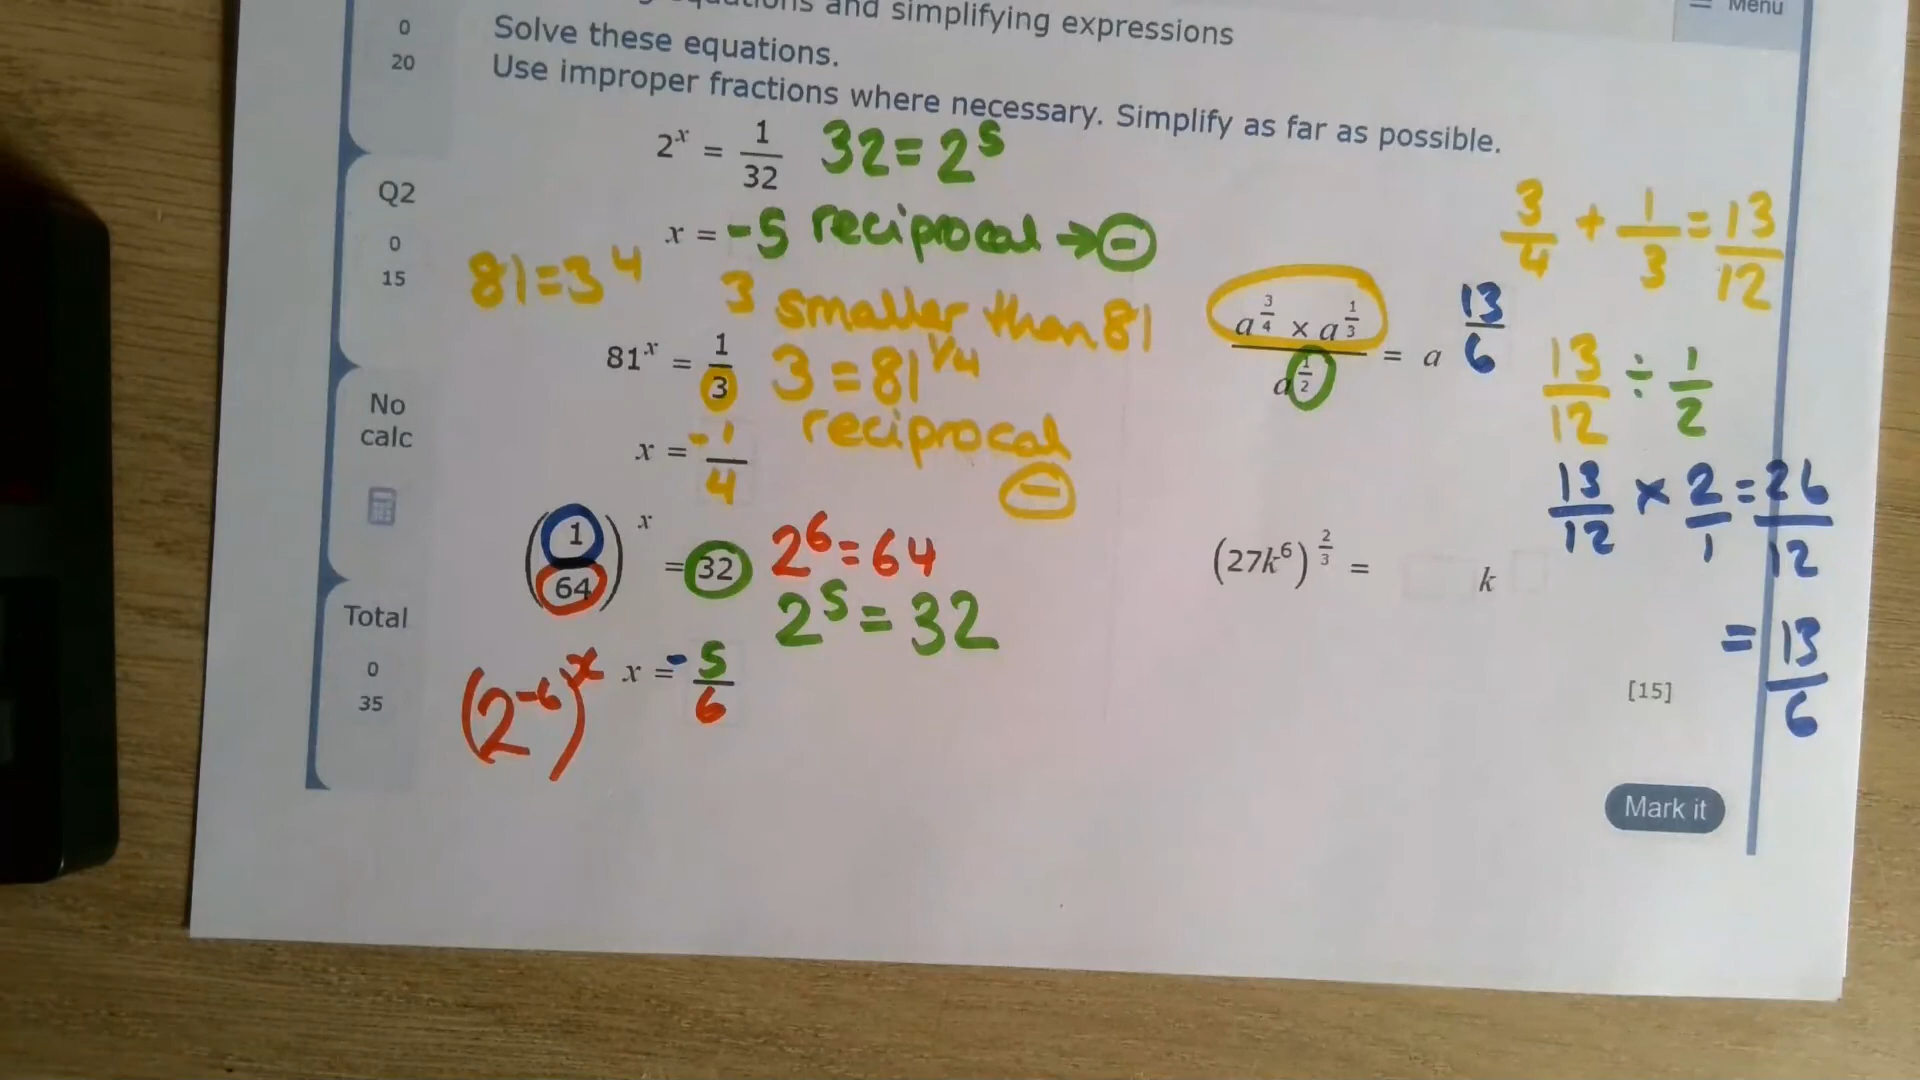 equations and simplifying expressions
Menu
Solve these equations.
Use improper fractions where necessary. Simplify as far as possible.
0
20
Q2
0
15
No
calc
Total
0
35
2^x = 1/32
32 = 2^5
x = -5 reciprocal → ⊖
81 = 3^4
3 smaller than 81
81^x = 1/3
3 = 81^1/4
reciprocal
⊖
x = -1/4
(1/64)^x = 32
2^6 = 64
2^5 = 32
(2^-6)^x
x = -5/6
(a^3/4 × a^1/3)/a^1/2 = a^13/6
3/4 + 1/3 = 13/12
13/12 ÷ 1/2
13/12 × 2/1 = 26/12
= 13/6
(27k^6)^2/3 = k
[15]
Mark it